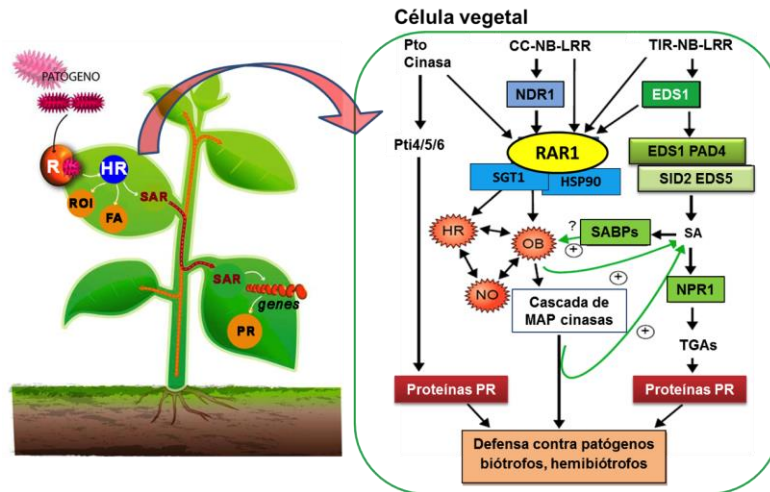 Célula vegetal
PATÓGENO
R
HR
ROI
FA
SAR
SAR
genes
PR
Pto
Cinasa
CC-NB-LRR
TIR-NB-LRR
NDR1
EDS1
Pti4/5/6
RAR1
EDS1 PAD4
SGT1
HSP90
SID2 EDS5
HR
OB
?
SABPs
SA
+
NO
+
NPR1
Cascada de
MAP cinasas
+
TGAs
Proteínas PR
Proteínas PR
Defensa contra patógenos
biótrofos, hemibiótrofos